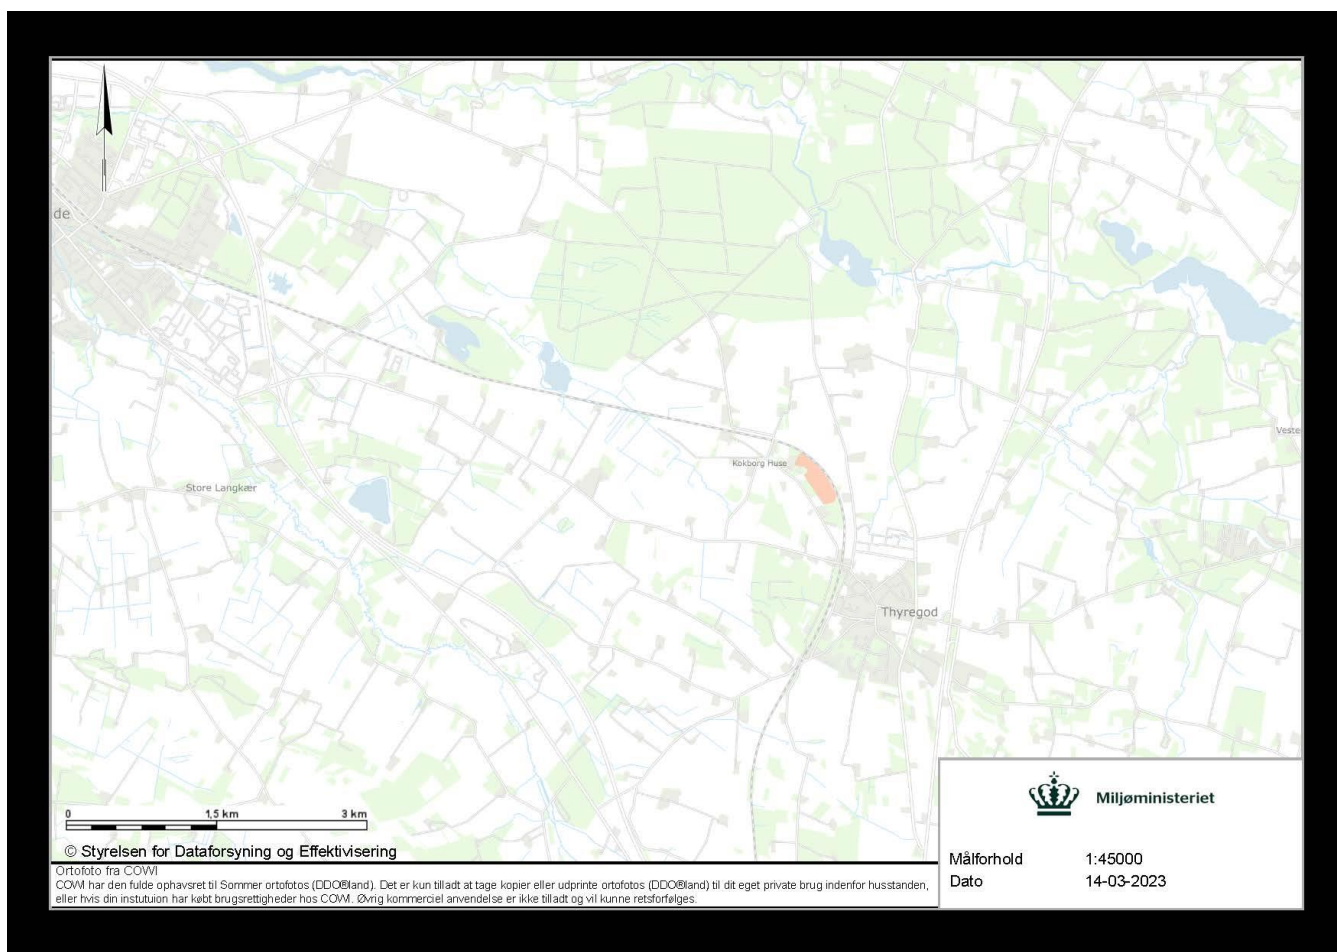 de
Kokborg Huse
Veste
Store Langkær
Thyregod
0 1,5 km 3 km
© Styrelsen for Dataforsyning og Effektivisering
Ortofoto fra COWI
COWI har den fulde ophavsret til Sommer ortofotos (DDO®land). Det er kun tilladt at tage kopier eller udprinte ortofotos (DDO®land) til dit eget private brug indenfor husstanden,
eller hvis din instutuion har købt brugsrettigheder hos COWI. Øvrig kommerciel anvendelse er ikke tilladt og vil kunne retsforfølges.
Miljøministeriet
Målforhold 1:45000
Dato 14-03-2023